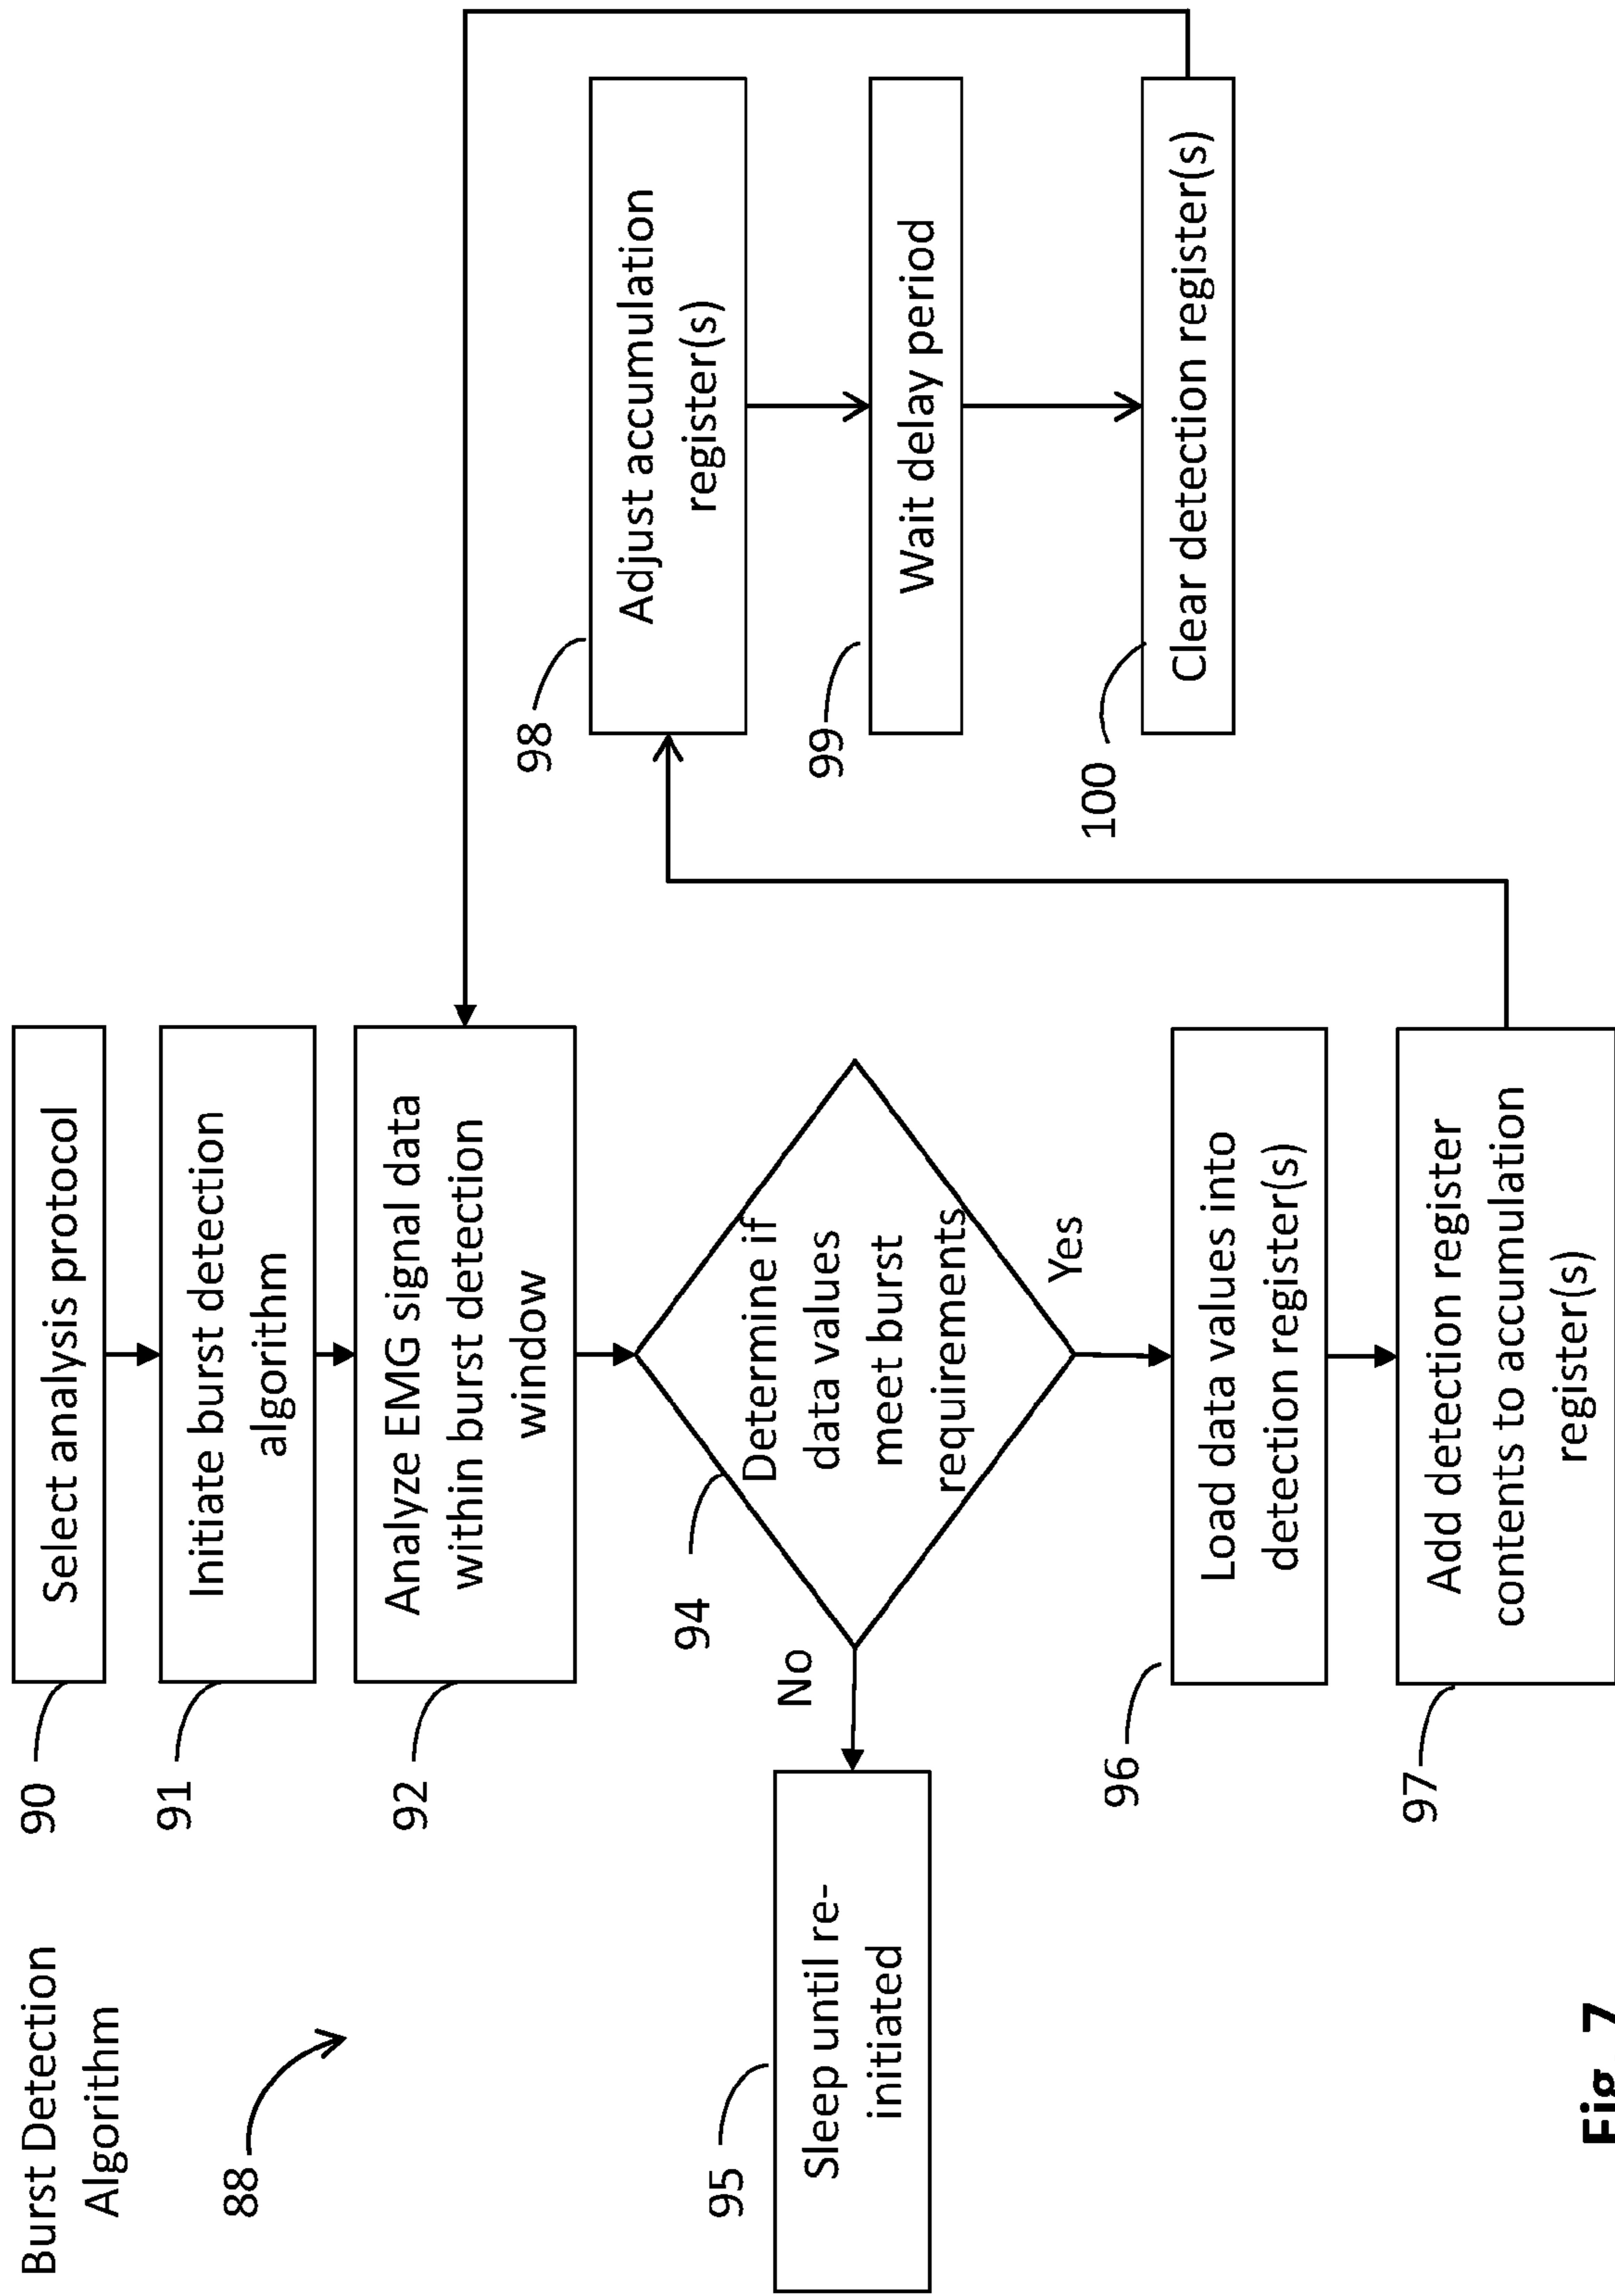 Burst Detection
Algorithm
88
90
Select analysis protocol
91
Initiate burst detection
algorithm
92
Analyze EMG signal data
within burst detection
window
94
Determine if
data values
meet burst
requirements
No
Yes
95
Sleep until re-
initiated
96
Load data values into
detection register(s)
97
Add detection register
contents to accumulation
register(s)
98
Adjust accumulation
register(s)
99
Wait delay period
100
Clear detection register(s)
Fig. 7